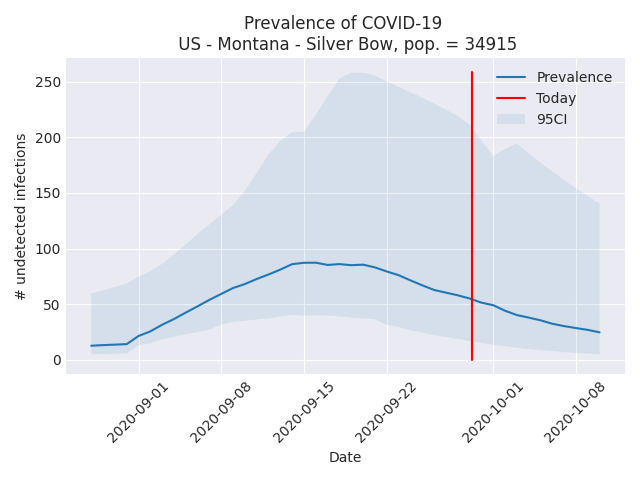 Prevalence of COVID-19
US - Montana - Silver Bow, pop. = 34915
Prevalence
Today
95CI
# undetected infections
250
200
150
100
50
0
2020-09-01
2020-09-08
2020-09-15
2020-09-22
2020-10-01
2020-10-08
Date